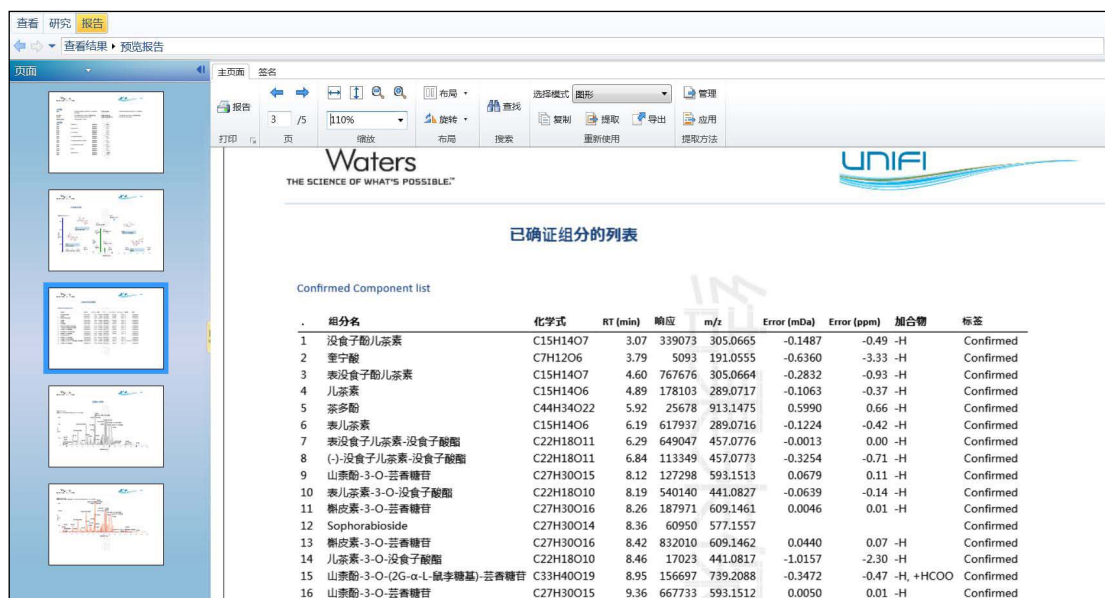 查看 研究 报告
查看结果 预览报告
页面
主页面 签名
报告 3 /5 110% 布局 旋转 查找 选择模式 图形 复制 提取 导出 管理 应用
打印 页 缩放 布局 搜索 重新使用 提取方法
Waters
THE SCIENCE OF WHAT'S POSSIBLE.™
UNIFI
已确证组分的列表
Confirmed Component list
. 组分名 化学式 RT (min) 响应 m/z Error (mDa) Error (ppm) 加合物 标签
1 没食子酚儿茶素 C15H14O7 3.07 339073 305.0665 -0.1487 -0.49 -H Confirmed
2 奎宁酸 C7H12O6 3.79 5093 191.0555 -0.6360 -3.33 -H Confirmed
3 表没食子酚儿茶素 C15H14O7 4.60 767676 305.0664 -0.2832 -0.93 -H Confirmed
4 儿茶素 C15H14O6 4.89 178103 289.0717 -0.1063 -0.37 -H Confirmed
5 茶多酚 C44H34O22 5.92 25678 913.1475 0.5990 0.66 -H Confirmed
6 表儿茶素 C15H14O6 6.19 617937 289.0716 -0.1224 -0.42 -H Confirmed
7 表没食子儿茶素-没食子酸酯 C22H18O11 6.29 649047 457.0776 -0.0013 0.00 -H Confirmed
8 (-)-没食子儿茶素-没食子酸酯 C22H18O11 6.84 113349 457.0773 -0.3254 -0.71 -H Confirmed
9 山柰酚-3-O-芸香糖苷 C27H30O15 8.12 127298 593.1513 0.0679 0.11 -H Confirmed
10 表儿茶素-3-O-没食子酸酯 C22H18O10 8.19 540140 441.0827 -0.0639 -0.14 -H Confirmed
11 槲皮素-3-O-芸香糖苷 C27H30O16 8.26 187971 609.1461 0.0046 0.01 -H Confirmed
12 Sophorabioside C27H30O14 8.36 60950 577.1557 Confirmed
13 槲皮素-3-O-芸香糖苷 C27H30O16 8.42 832010 609.1462 0.0440 0.07 -H Confirmed
14 儿茶素-3-O-没食子酸酯 C22H18O10 8.46 17023 441.0817 -1.0157 -2.30 -H Confirmed
15 山柰酚-3-O-(2G-α-L-鼠李糖基)-芸香糖苷 C33H40O19 8.95 156697 739.2088 -0.3472 -0.47 -H, +HCOO Confirmed
16 山柰酚-3-O-芸香糖苷 C27H30O15 9.36 667733 593.1512 0.0050 0.01 -H Confirmed